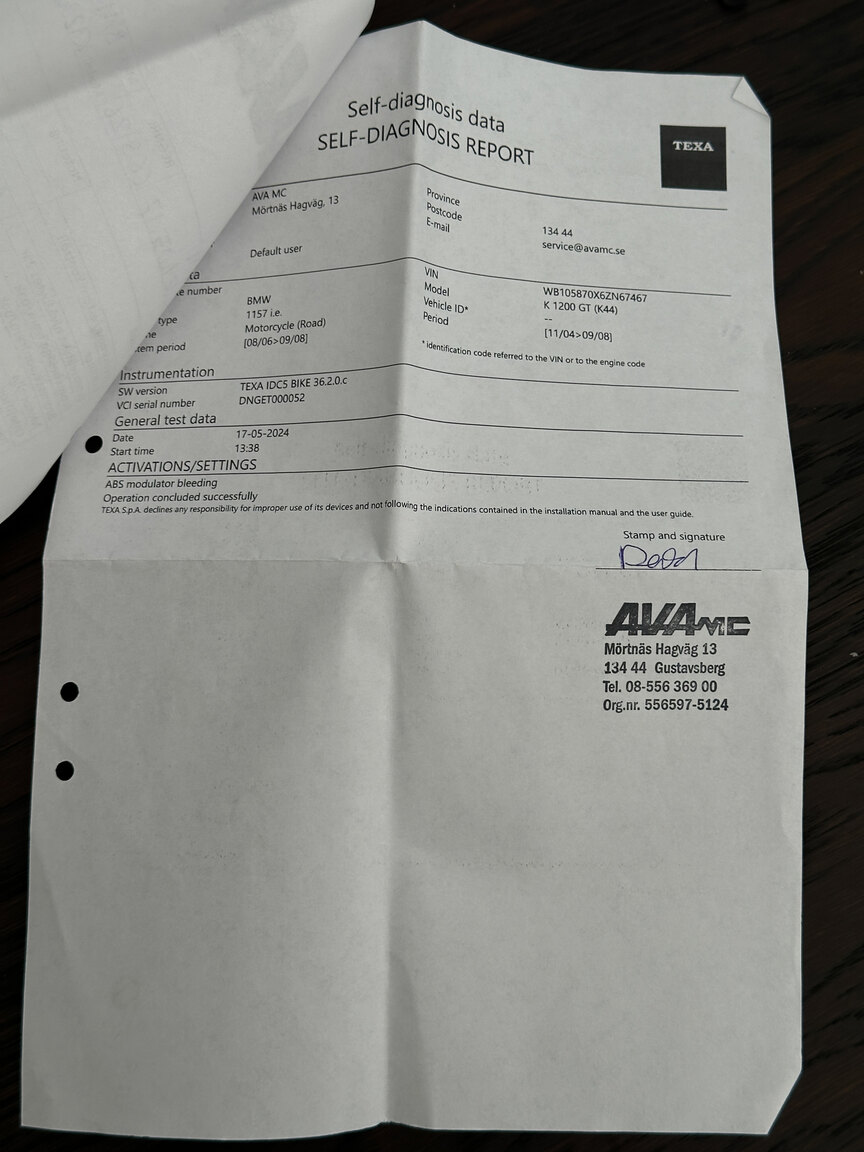 Self-diagnosis data
SELF-DIAGNOSIS REPORT
TEXA
AVA MC
Mörtnäs Hagväg, 13
Default user
Province
Postcode 134 44
E-mail service@avamc.se
number BMW
1157 i.e.
type Motorcycle (Road)
period [08/06>09/08]
VIN WB105870X6ZN67467
Model K 1200 GT (K44)
Vehicle ID* --
Period [11/04>09/08]
* identification code referred to the VIN or to the engine code
Instrumentation
SW version TEXA IDC5 BIKE 36.2.0.c
VCI serial number DNGET000052
General test data
Date 17-05-2024
Start time 13:38
ACTIVATIONS/SETTINGS
ABS modulator bleeding
Operation concluded successfully
TEXA S.p.A. declines any responsibility for improper use of its devices and not following the indications contained in the installation manual and the user guide.
Stamp and signature
AVA MC
Mörtnäs Hagväg 13
134 44 Gustavsberg
Tel. 08-556 369 00
Org.nr. 556597-5124